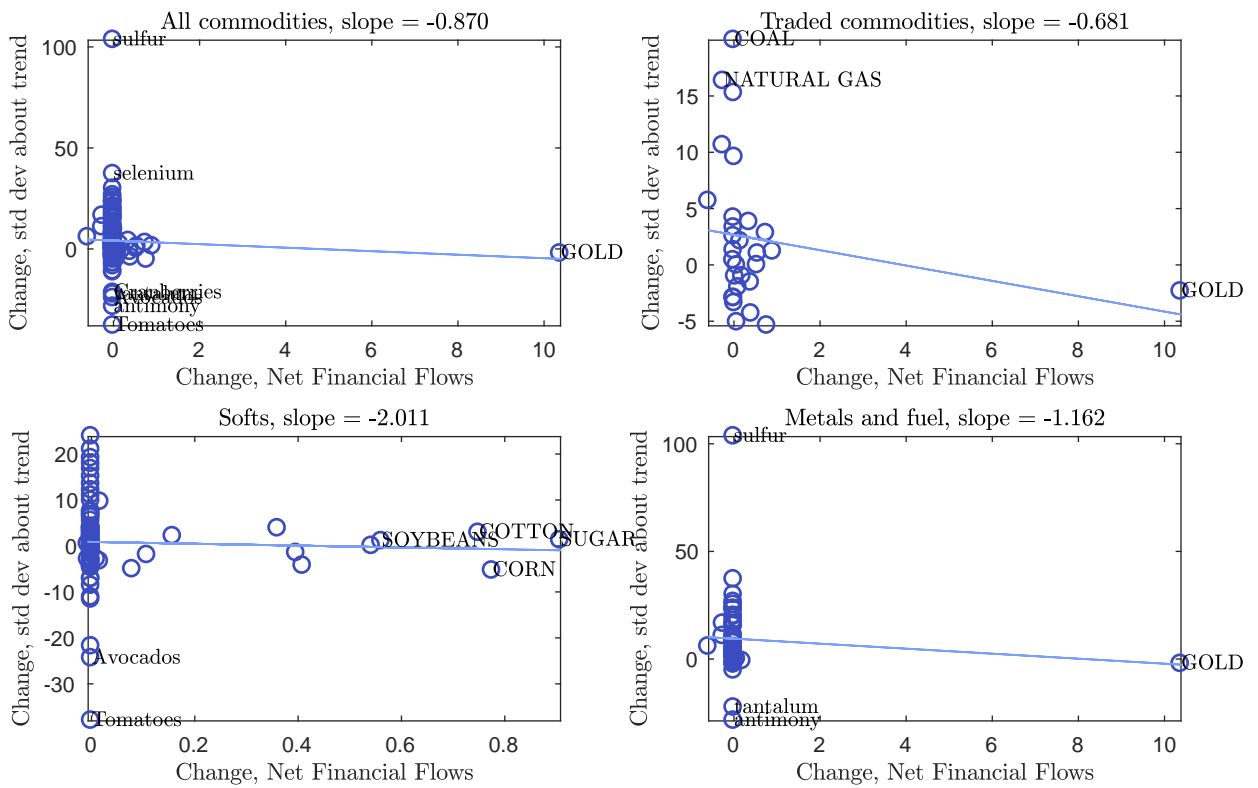 All commodities, slope = -0.870
Change, std dev about trend
100
50
0
sulfur
selenium
GOLD
Cranberries
tantalum
Avocados
antimony
Tomatoes
0 2 4 6 8 10
Change, Net Financial Flows
Traded commodities, slope = -0.681
Change, std dev about trend
15
10
5
0
-5
COAL
NATURAL GAS
GOLD
0 2 4 6 8 10
Change, Net Financial Flows
Softs, slope = -2.011
Change, std dev about trend
20
10
0
-10
-20
-30
COTTON
SOYBEANS
SUGAR
CORN
Avocados
Tomatoes
0 0.2 0.4 0.6 0.8
Change, Net Financial Flows
Metals and fuel, slope = -1.162
Change, std dev about trend
100
50
0
sulfur
GOLD
tantalum
antimony
0 2 4 6 8 10
Change, Net Financial Flows